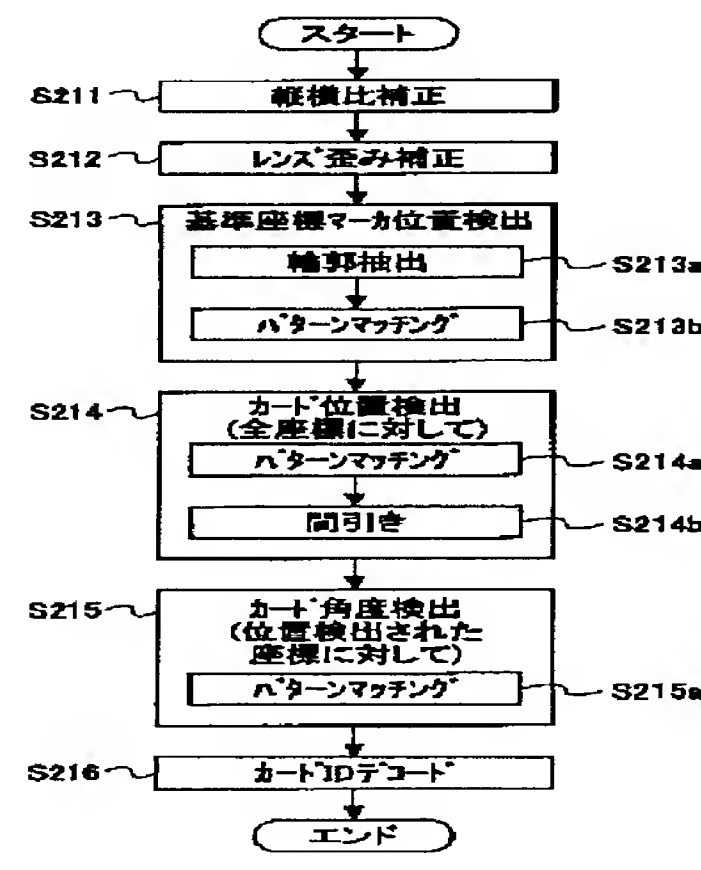 スタート
S211
縦横比補正
S212
レンズ歪み補正
S213
基準座標マーカ位置検出
輪郭抽出
S213a
パターンマッチング
S213b
S214
カード位置検出
(全座標に対して)
パターンマッチング
S214a
間引き
S214b
S215
カード角度検出
(位置検出された
座標に対して)
パターンマッチング
S215a
S216
カードIDデコード
エンド